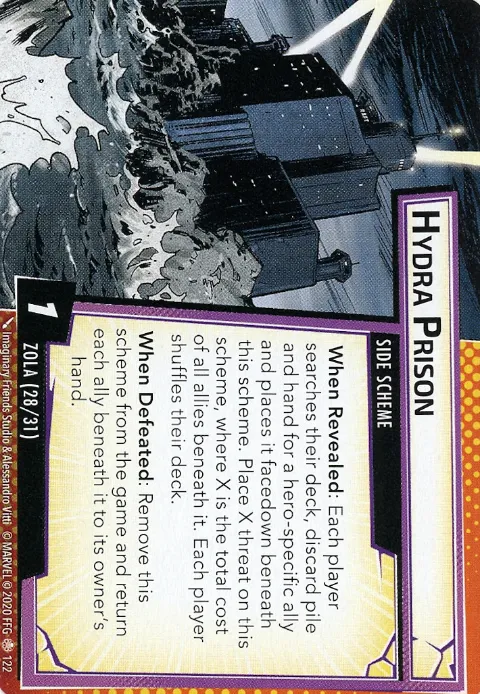 HYDRA PRISON
SIDE SCHEME
When Revealed: Each player
searches their deck, discard pile
and hand for a hero-specific ally
and places it facedown beneath
this scheme. Place X threat on this
scheme, where X is the total cost
of all allies beneath it. Each player
shuffles their deck.
When Defeated: Remove this
scheme from the game and return
each ally beneath it to its owner's
hand.
1
ZOLA (28/31)
Imaginary Friends Studio & Alessandro Vitti © MARVEL © 2020 FFG 122